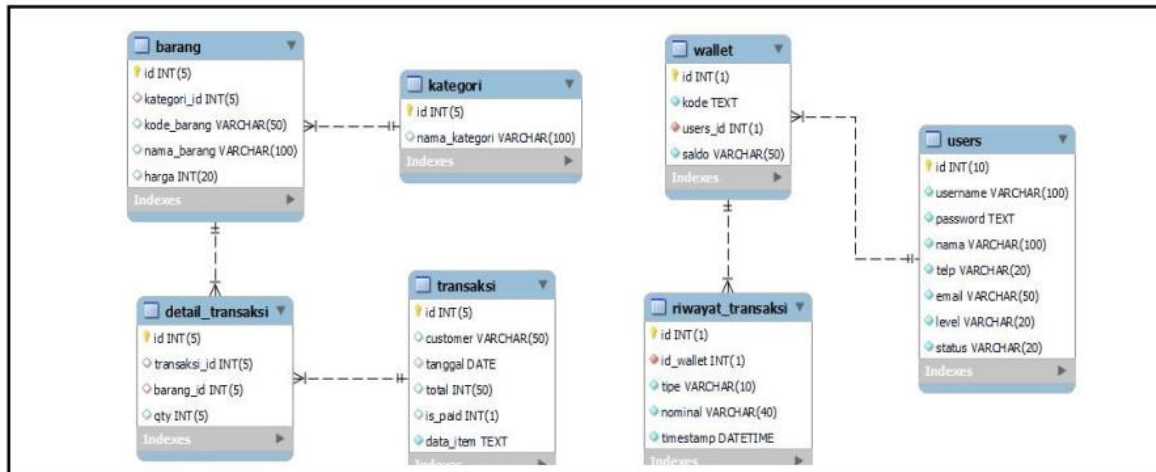 barang
id INT(5)
kategori_id INT(5)
kode_barang VARCHAR(50)
nama_barang VARCHAR(100)
harga INT(20)
Indexes
kategori
id INT(5)
nama_kategori VARCHAR(100)
Indexes
detail_transaksi
id INT(5)
transaksi_id INT(5)
barang_id INT(5)
qty INT(5)
Indexes
transaksi
id INT(5)
customer VARCHAR(50)
tanggal DATE
total INT(50)
is_paid INT(1)
data_item TEXT
wallet
id INT(1)
kode TEXT
users_id INT(1)
saldo VARCHAR(50)
Indexes
users
id INT(10)
username VARCHAR(100)
password TEXT
nama VARCHAR(100)
telp VARCHAR(20)
email VARCHAR(50)
level VARCHAR(20)
status VARCHAR(20)
Indexes
riwayat_transaksi
id INT(1)
id_wallet INT(1)
tipe VARCHAR(10)
nominal VARCHAR(40)
timestamp DATETIME
Indexes